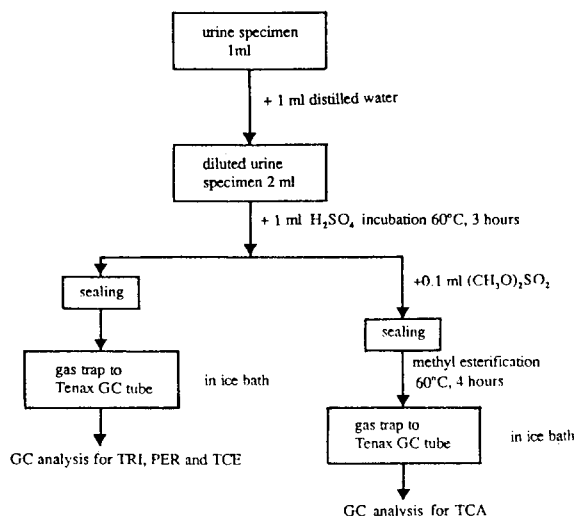 urine specimen
1ml
+ 1 ml distilled water
diluted urine
specimen 2 ml
+ 1 ml H₂SO₄ incubation 60°C, 3 hours
sealing
gas trap to
Tenax GC tube
in ice bath
GC analysis for TRI, PER and TCE
+0.1 ml (CH₃O)₂SO₂
sealing
methyl esterification
60°C, 4 hours
gas trap to
Tenax GC tube
in ice bath
GC analysis for TCA